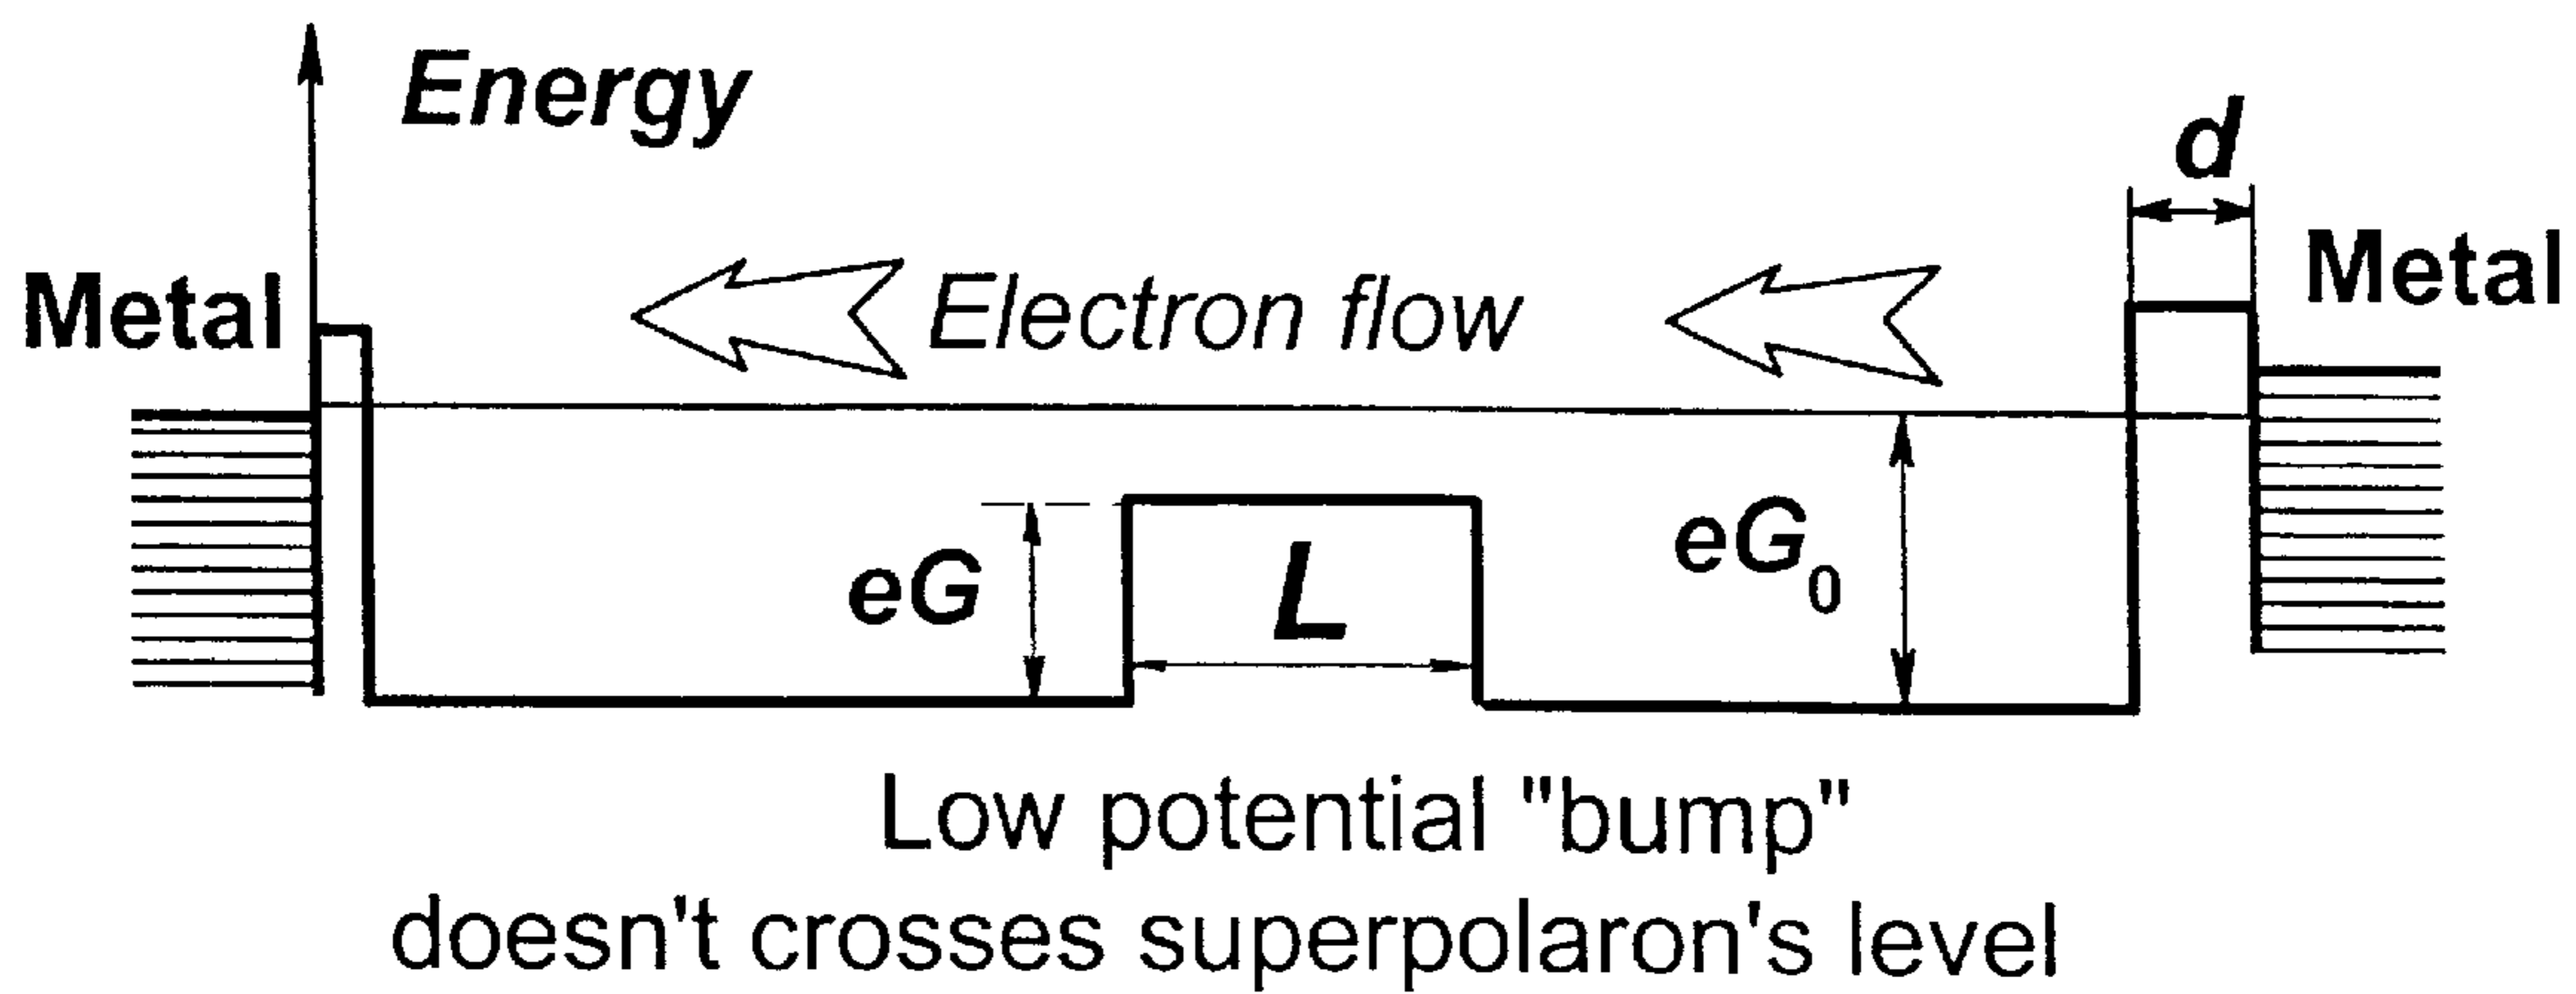 Energy
d
Metal
Electron flow
Metal
eG
L
eG₀
Low potential "bump"
doesn't crosses superpolaron's level